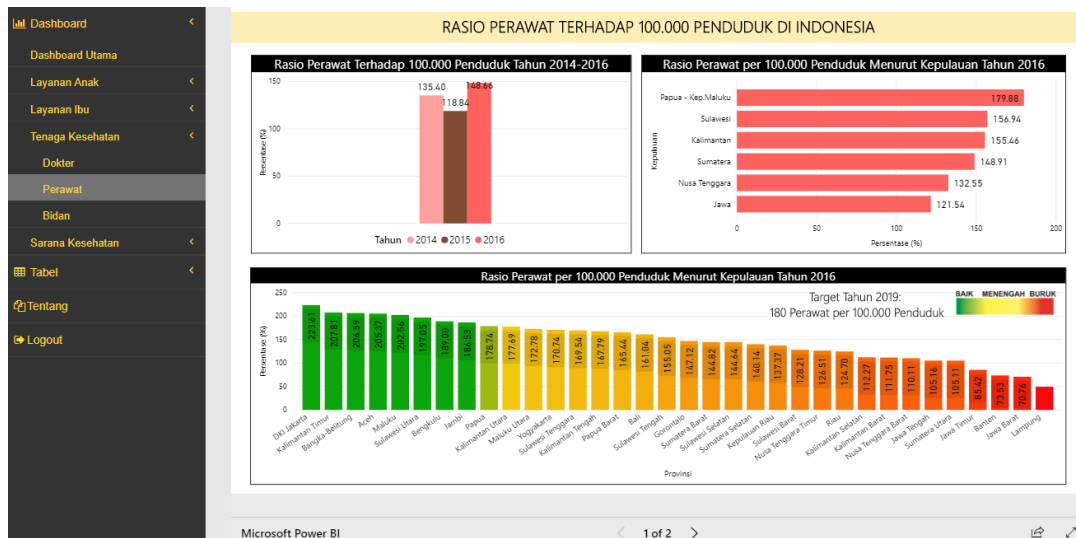 Dashboard
Dashboard Utama
Layanan Anak
Layanan Ibu
Tenaga Kesehatan
Dokter
Perawat
Bidan
Sarana Kesehatan
Tabel
Tentang
Logout
RASIO PERAWAT TERHADAP 100.000 PENDUDUK DI INDONESIA
Rasio Perawat Terhadap 100.000 Penduduk Tahun 2014-2016
Persentase (%)
150
100
50
0
135.40
118.84
148.66
Tahun 2014 2015 2016
Rasio Perawat per 100.000 Penduduk Menurut Kepulauan Tahun 2016
Kepulauan
Papua - Kep.Maluku 179.88
Sulawesi 156.94
Kalimantan 155.46
Sumatera 148.91
Nusa Tenggara 132.55
Jawa 121.54
0 50 100 150 200
Persentase (%)
Rasio Perawat per 100.000 Penduduk Menurut Kepulauan Tahun 2016
Target Tahun 2019:
180 Perawat per 100.000 Penduduk
BAIK MENENGAH BURUK
Persentase (%)
250
200
150
100
50
0
223.61 207.81 206.59 205.37 202.56 197.05 189.00 186.53 178.74 177.69 172.78 170.74 169.54 167.79 165.44 161.04 155.05 147.12 144.82 144.64 140.14 137.37 128.21 126.51 124.70 112.27 111.75 110.11 105.16 105.11 85.42 73.53 70.76
DKI Jakarta
Kalimantan Timur
Bangka-Belitung
Aceh
Maluku
Sulawesi Utara
Bengkulu
Jambi
Papua
Kalimantan Utara
Maluku Utara
Yogyakarta
Sulawesi Tenggara
Kalimantan Tengah
Papua Barat
Bali
Sulawesi Tengah
Gorontalo
Sumatera Barat
Sulawesi Selatan
Sumatera Selatan
Kepulauan Riau
Sulawesi Barat
Nusa Tenggara Timur
Riau
Kalimantan Selatan
Kalimantan Barat
Nusa Tenggara Barat
Jawa Tengah
Sumatera Utara
Jawa Timur
Banten
Jawa Barat
Lampung
Provinsi
Microsoft Power BI
1 of 2